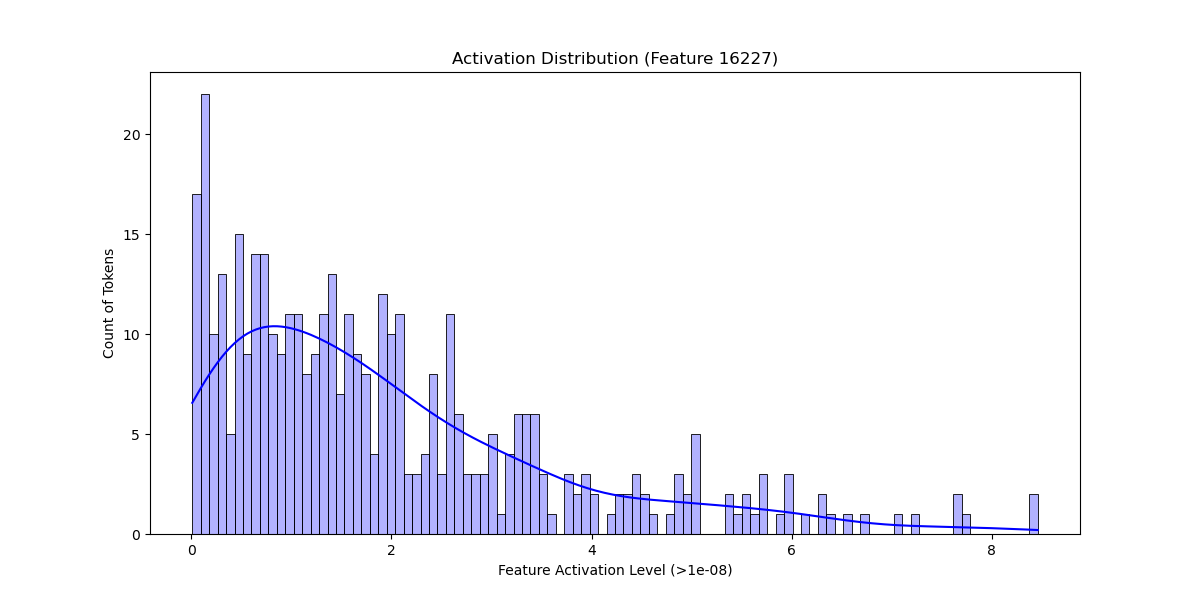 Activation Distribution (Feature 16227)
Count of Tokens
20
15
10
5
0
0 2 4 6 8
Feature Activation Level (>1e-08)